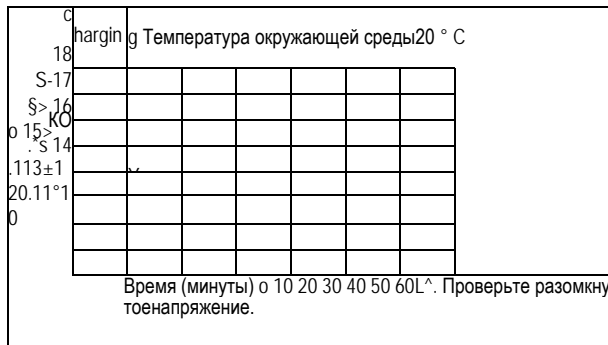 c
hargin g Температура окружающей среды20 ° C
18
S-17
§> 16
КО
о 15>
.*s 14
.113±1
20.11°1
0
Время (минуты) о 10 20 30 40 50 60L^. Проверьте разомкну
тоенапряжение.